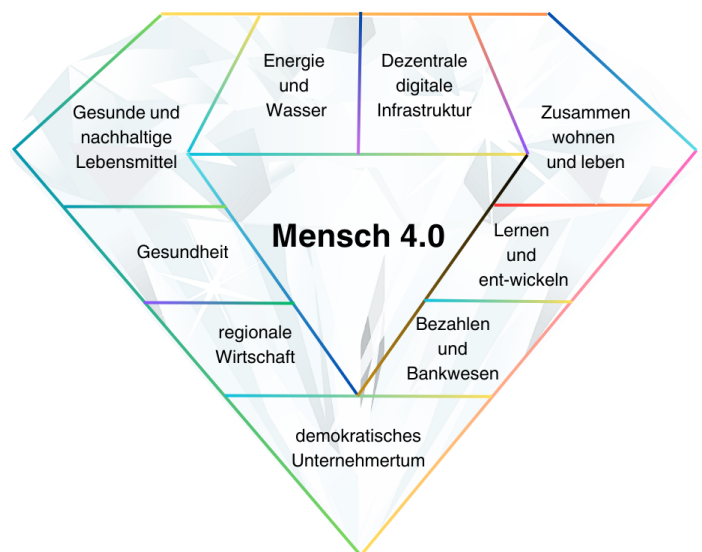 Energie
und
Wasser
Dezentrale
digitale
Infrastruktur
Gesunde und
nachhaltige
Lebensmittel
Zusammen
wohnen
und leben
Mensch 4.0
Gesundheit
Lernen
und
ent-wickeln
regionale
Wirtschaft
Bezahlen
und
Bankwesen
demokratisches
Unternehmertum